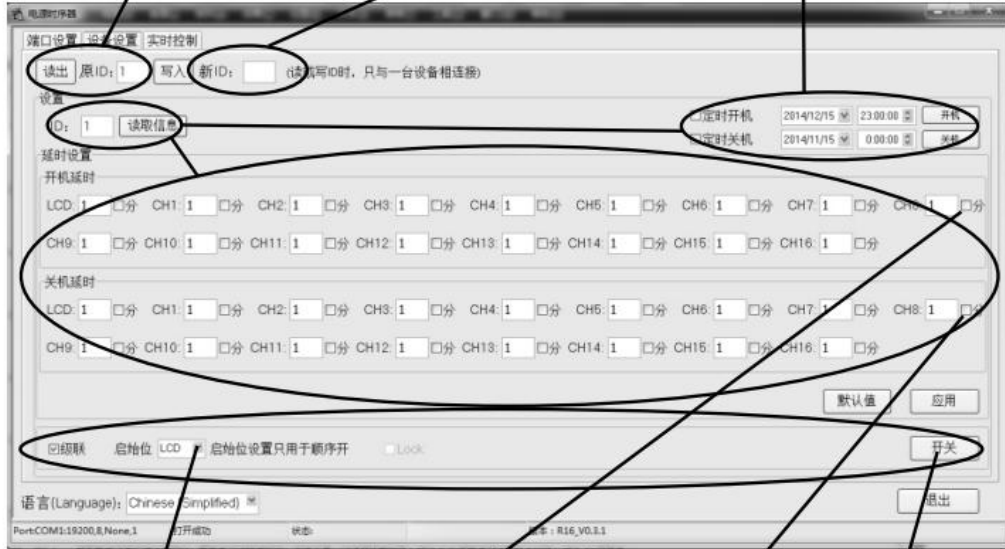 电源时序器
端口设置 设备设置 实时控制
读出 原ID: 1 写入 新ID: (读或写ID时，只与一台设备相连接)
设置
ID: 1 读取信息 定时开机 2014/12/15 23:00:00 开机
定时关机 2014/11/15 0:00:00 关机
延时设置
开机延时
LCD: 1 分 CH1: 1 分 CH2: 1 分 CH3: 1 分 CH4: 1 分 CH5: 1 分 CH6: 1 分 CH7: 1 分 CH8: 1 分
CH9: 1 分 CH10: 1 分 CH11: 1 分 CH12: 1 分 CH13: 1 分 CH14: 1 分 CH15: 1 分 CH16: 1 分
关机延时
LCD: 1 分 CH1: 1 分 CH2: 1 分 CH3: 1 分 CH4: 1 分 CH5: 1 分 CH6: 1 分 CH7: 1 分 CH8: 1 分
CH9: 1 分 CH10: 1 分 CH11: 1 分 CH12: 1 分 CH13: 1 分 CH14: 1 分 CH15: 1 分 CH16: 1 分
默认值 应用
级联 启始位 LCD 启始位设置只用于顺序开 Lock 开关
语言(Language): Chinese (Simplified) 退出
Port:COM1:19200,8,None,1 打开成功 状态: 版本：R16_V0.3.1